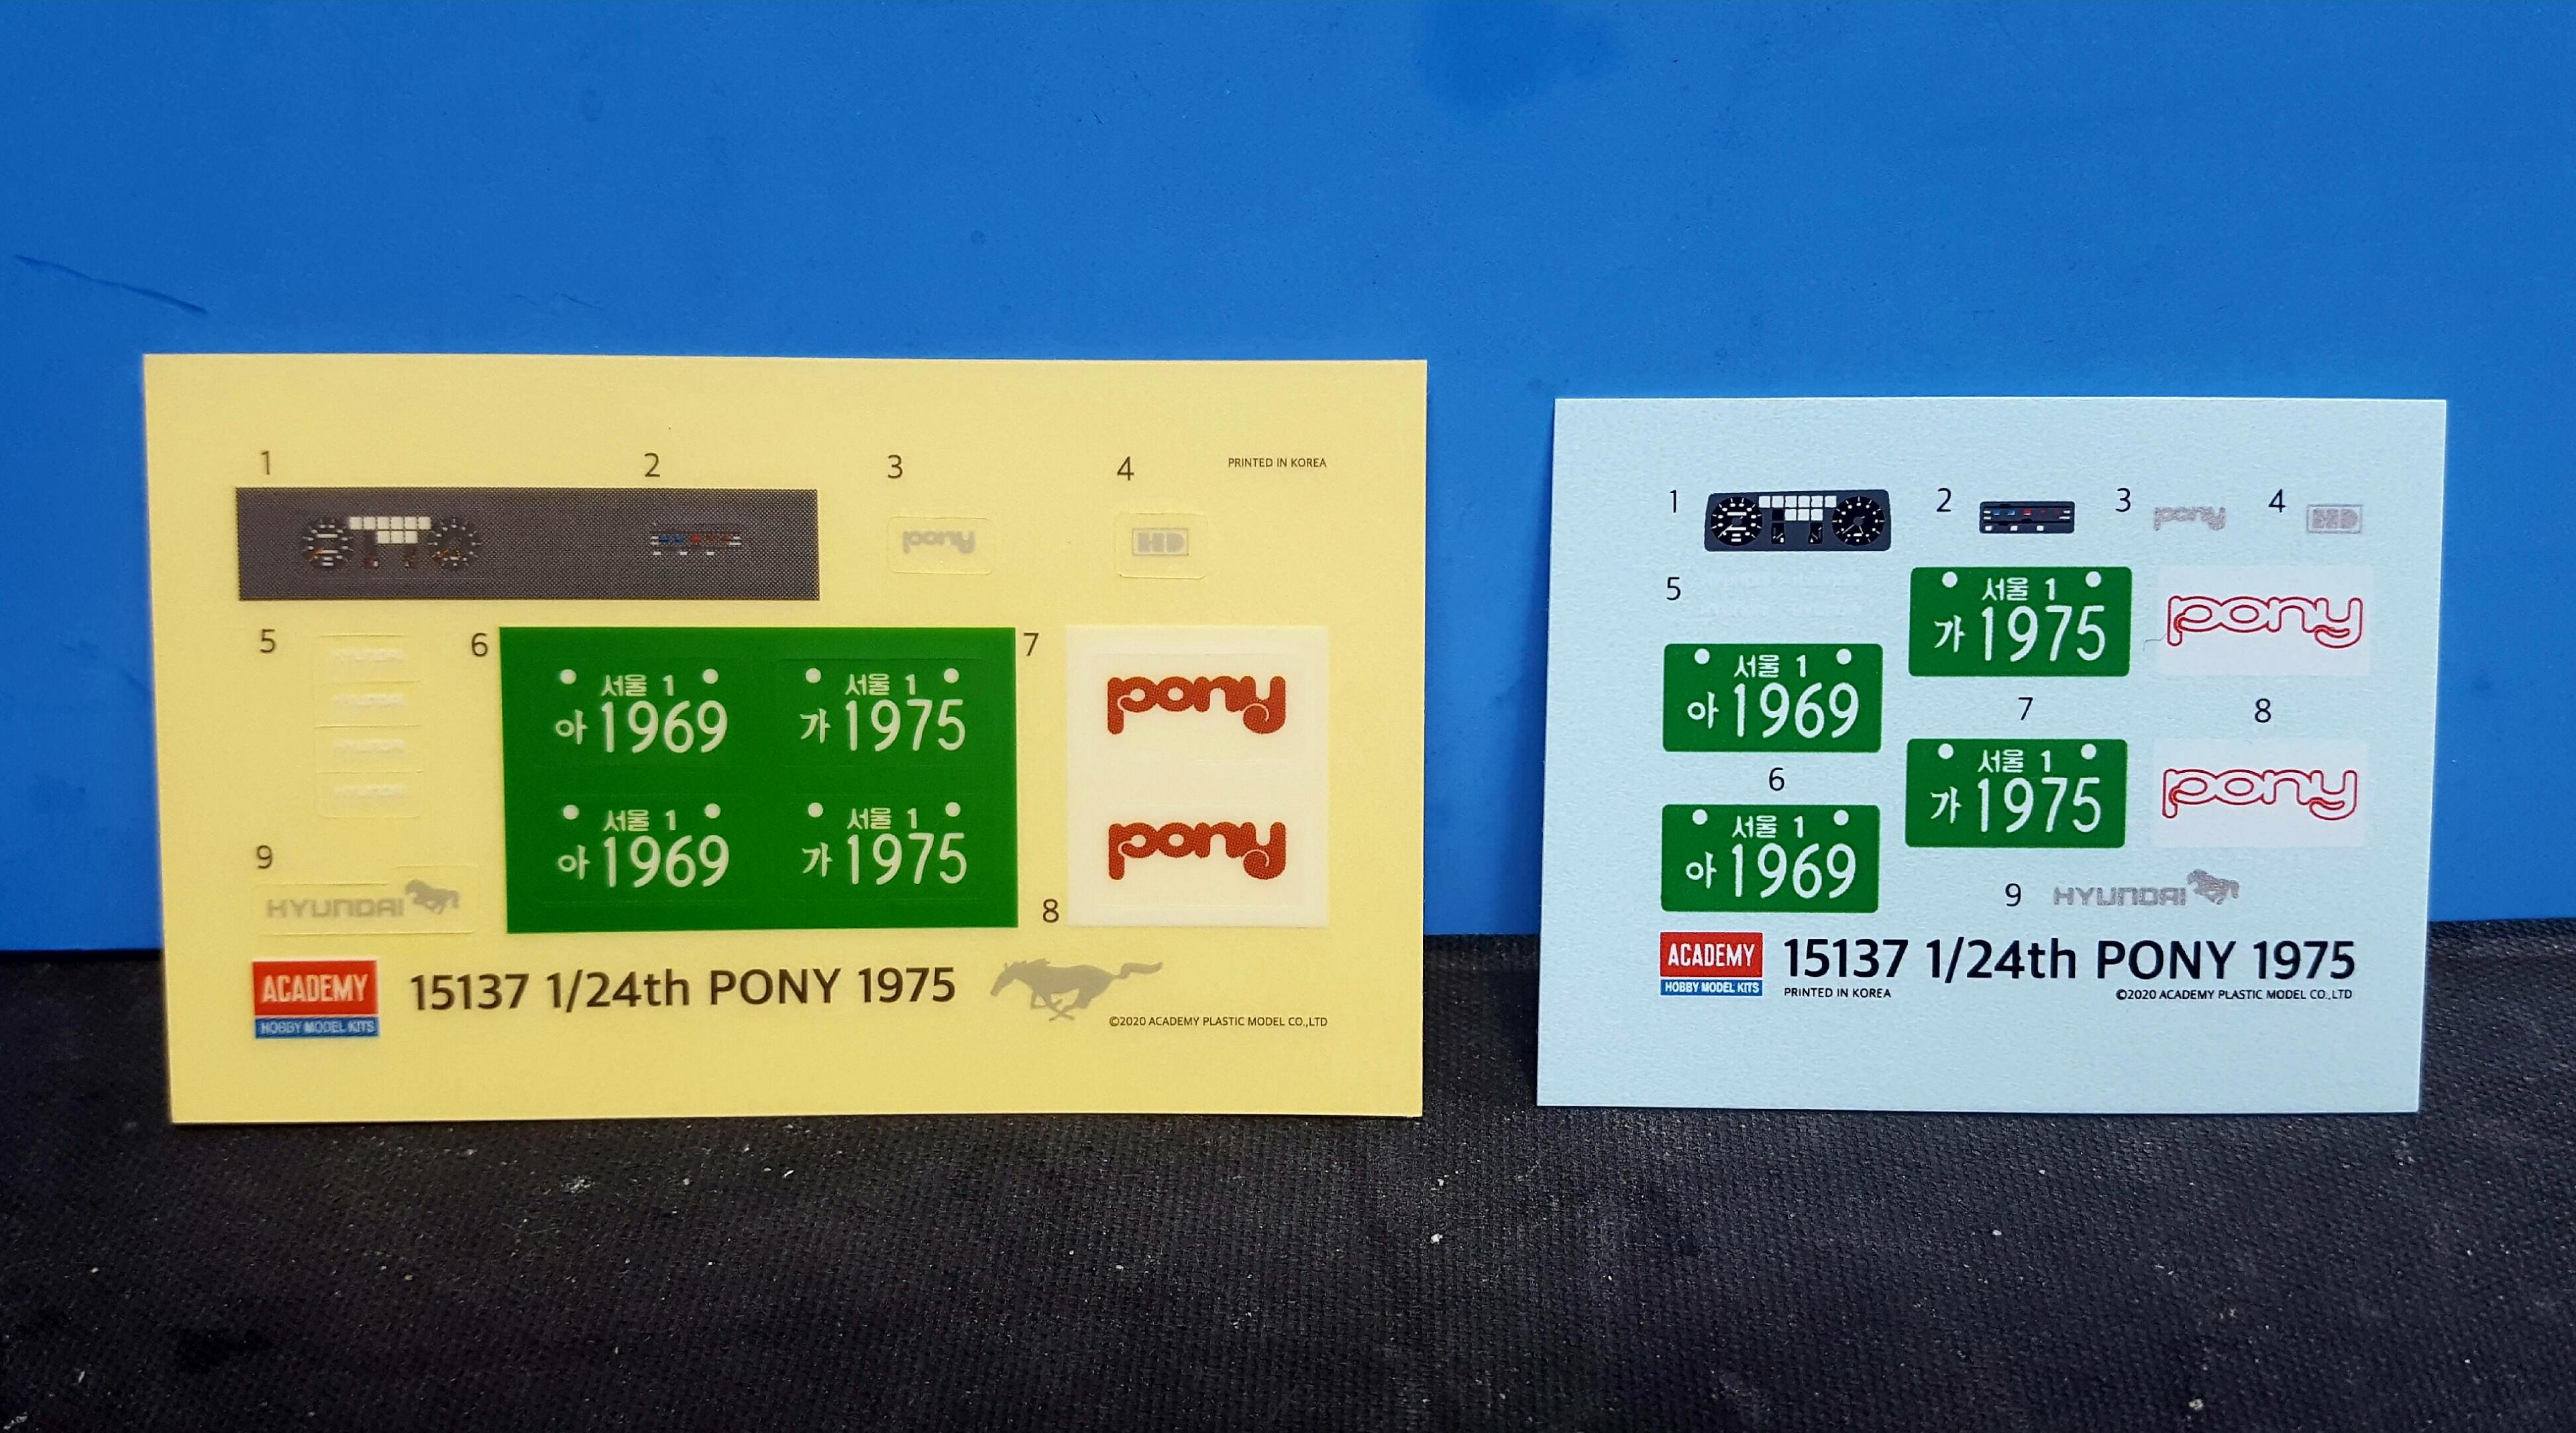 1
2
3
4
PRINTED IN KOREA
pony
HD
5
6
7
HYUNDAI
HYUNDAI
HYUNDAI
HYUNDAI
서울 1
아 1969
서울 1
가 1975
pony
서울 1
아 1969
서울 1
가 1975
pony
9
8
HYUNDAI
ACADEMY
HOBBY MODEL KITS
15137 1/24th PONY 1975
©2020 ACADEMY PLASTIC MODEL CO.,LTD
1
2
3
4
pony
HD
5
서울 1
가 1975
pony
서울 1
아 1969
7
8
6
서울 1
가 1975
pony
서울 1
아 1969
9
HYUNDAI
ACADEMY
HOBBY MODEL KITS
15137 1/24th PONY 1975
PRINTED IN KOREA
©2020 ACADEMY PLASTIC MODEL CO.,LTD